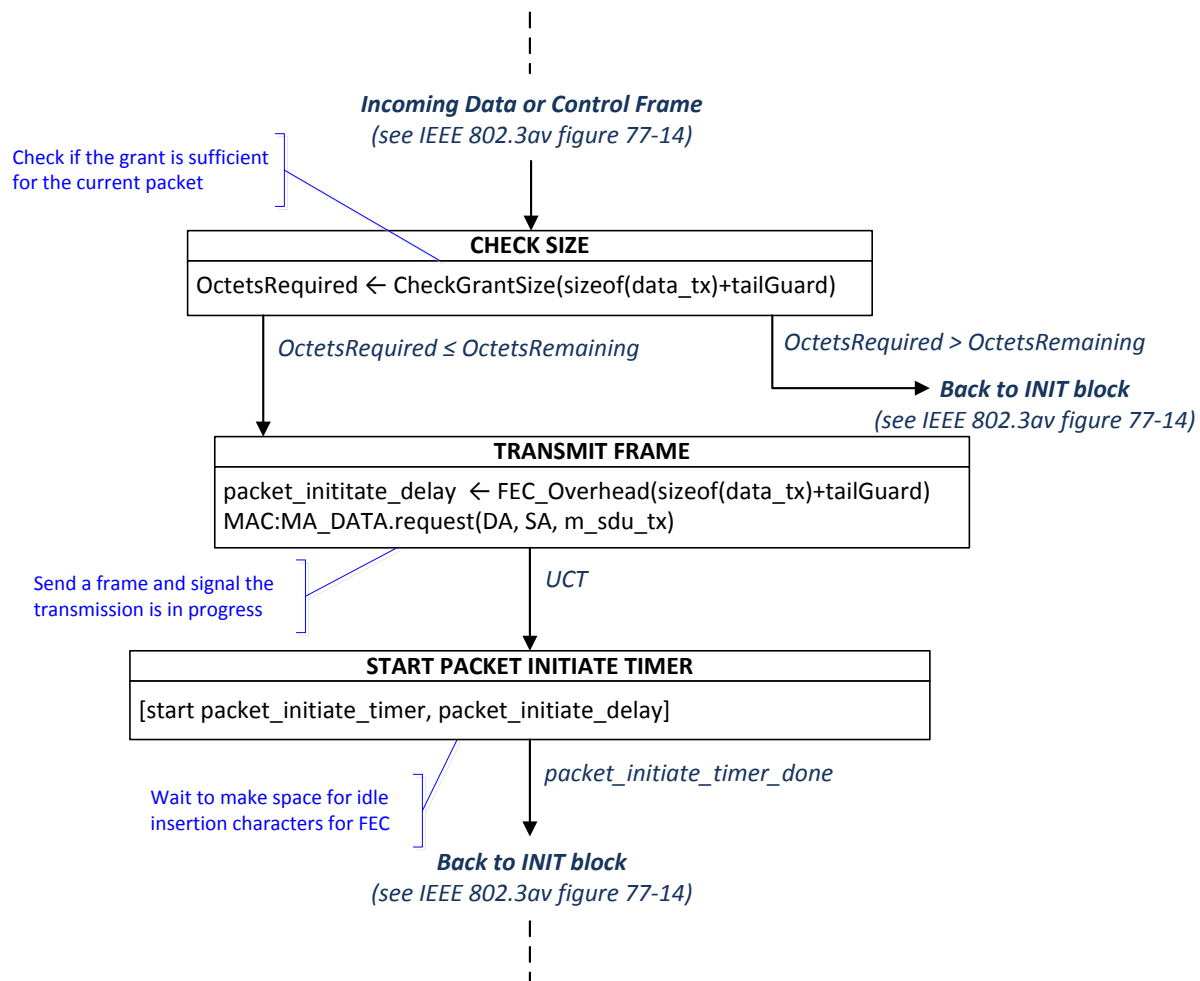 Incoming Data or Control Frame
(see IEEE 802.3av figure 77-14)
Check if the grant is sufficient
for the current packet
CHECK SIZE
OctetsRequired ← CheckGrantSize(sizeof(data_tx)+tailGuard)
OctetsRequired ≤ OctetsRemaining
OctetsRequired > OctetsRemaining
Back to INIT block
(see IEEE 802.3av figure 77-14)
TRANSMIT FRAME
packet_inititate_delay ← FEC_Overhead(sizeof(data_tx)+tailGuard)
MAC:MA_DATA.request(DA, SA, m_sdu_tx)
Send a frame and signal the
transmission is in progress
UCT
START PACKET INITIATE TIMER
[start packet_initiate_timer, packet_initiate_delay]
packet_initiate_timer_done
Wait to make space for idle
insertion characters for FEC
Back to INIT block
(see IEEE 802.3av figure 77-14)